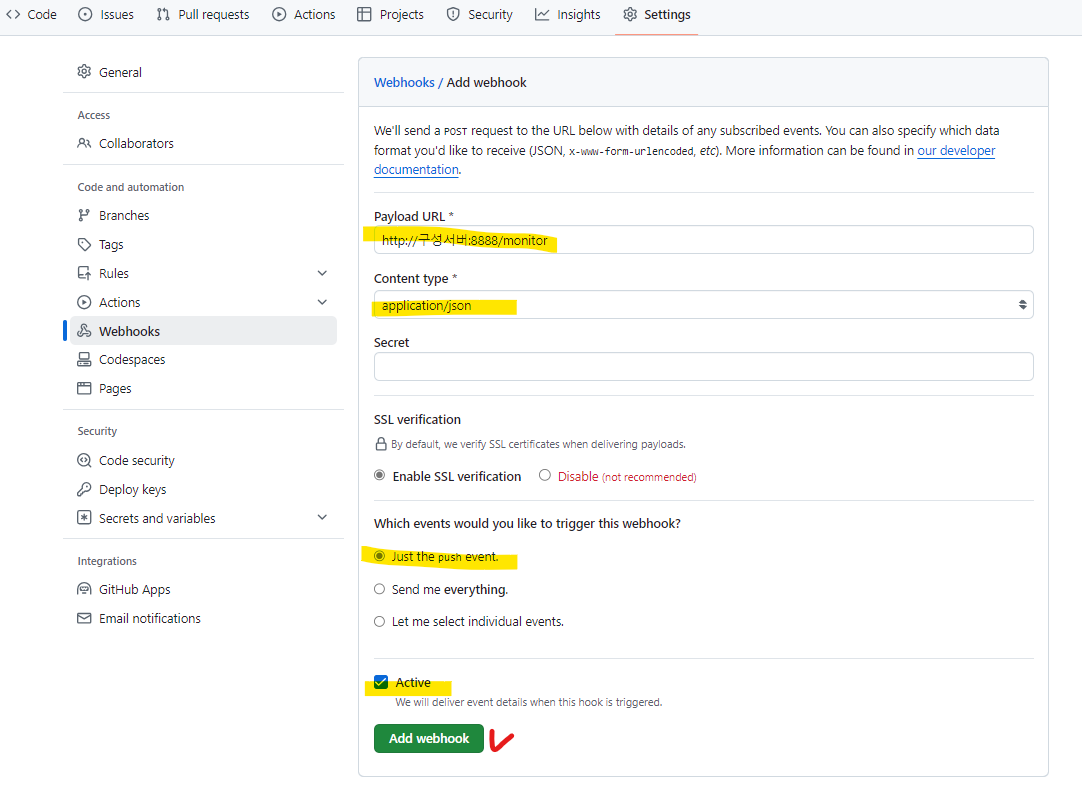 Code Issues Pull requests Actions Projects Security Insights Settings
General
Access
Collaborators
Code and automation
Branches
Tags
Rules
Actions
Webhooks
Codespaces
Pages
Security
Code security
Deploy keys
Secrets and variables
Integrations
GitHub Apps
Email notifications
Webhooks / Add webhook
We'll send a POST request to the URL below with details of any subscribed events. You can also specify which data
format you'd like to receive (JSON, x-www-form-urlencoded, etc). More information can be found in our developer
documentation.
Payload URL *
http://구성서버:8888/monitor
Content type *
application/json
Secret
SSL verification
By default, we verify SSL certificates when delivering payloads.
Enable SSL verification Disable (not recommended)
Which events would you like to trigger this webhook?
Just the push event.
Send me everything.
Let me select individual events.
Active
We will deliver event details when this hook is triggered.
Add webhook